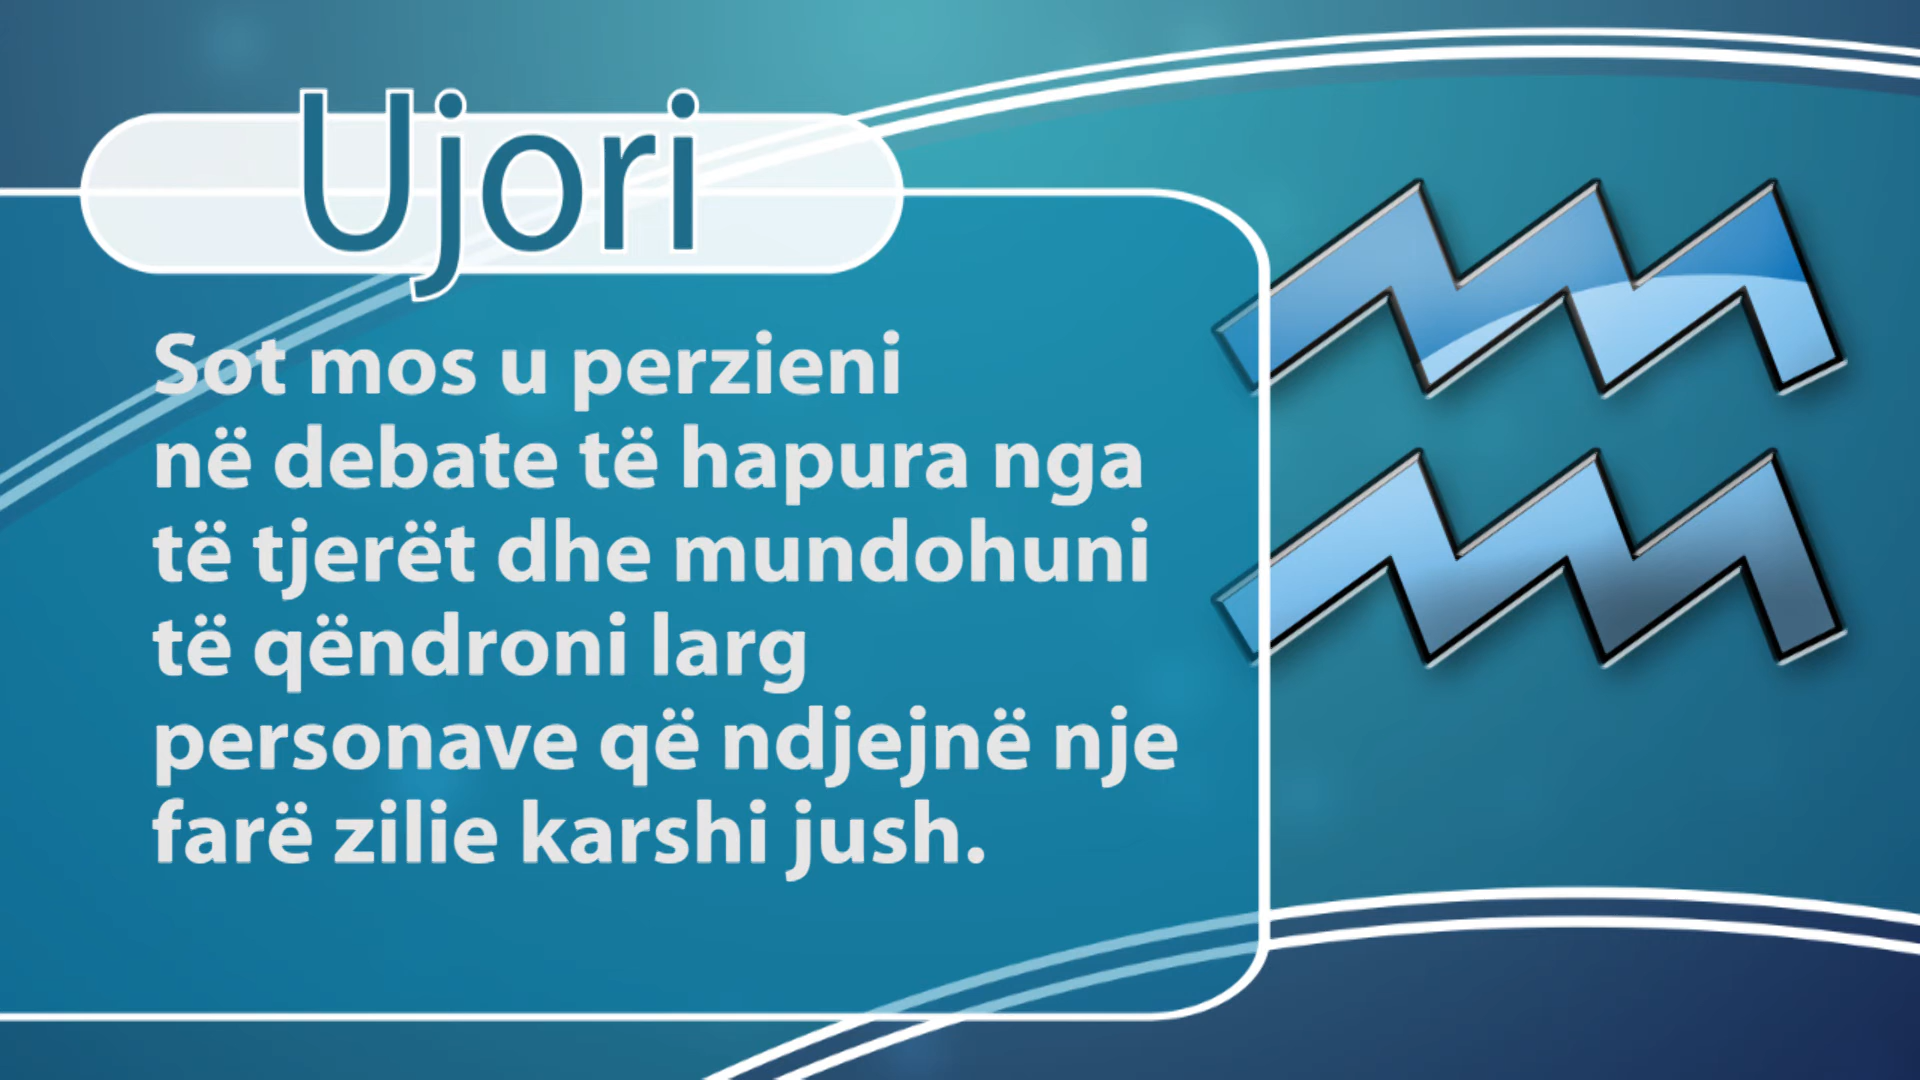 Ujori
Sot mos u perzieni
në debate të hapura nga
të tjerët dhe mundohuni
të qëndroni larg
personave që ndjejnë nje
farë zilie karshi jush.